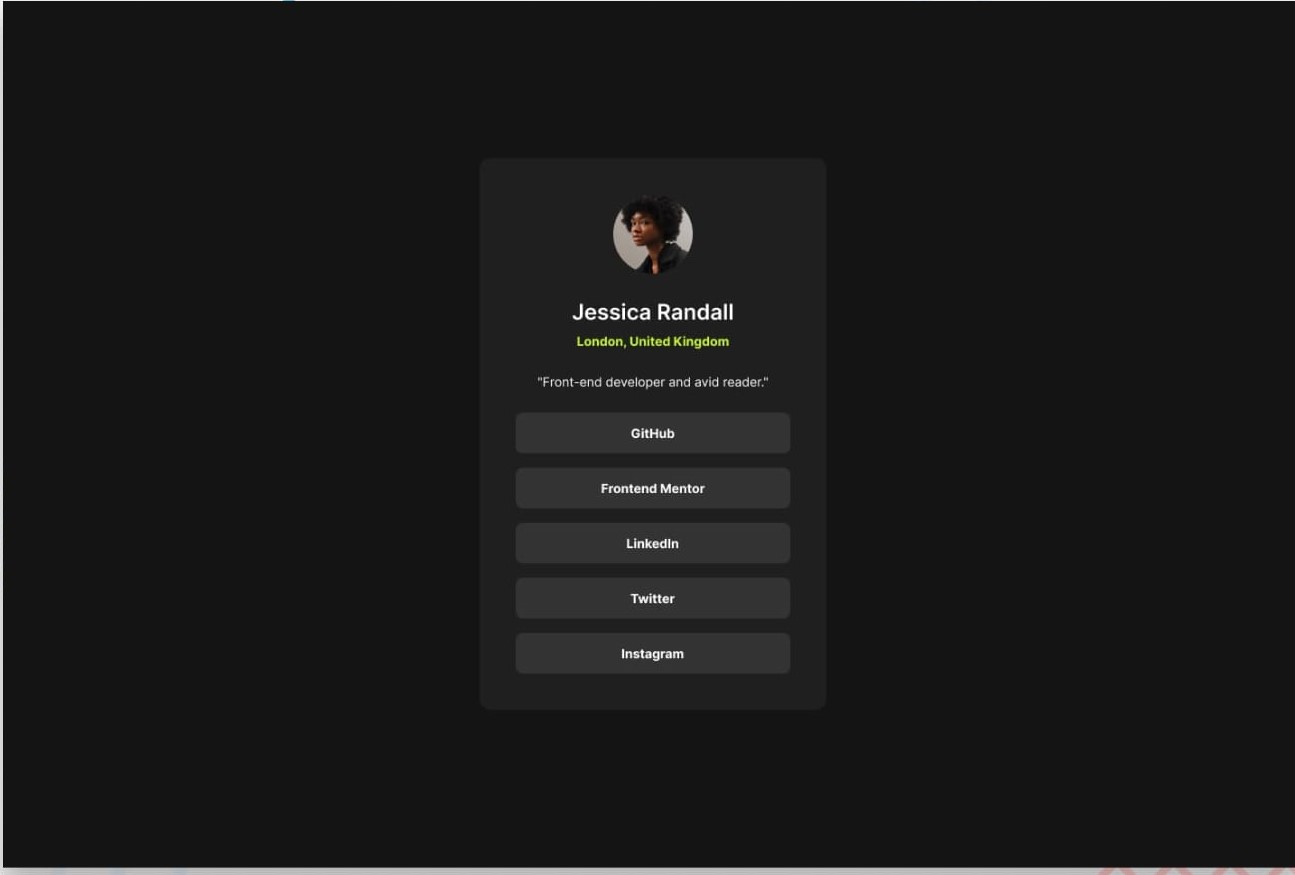 Jessica Randall
London, United Kingdom
"Front-end developer and avid reader."
GitHub
Frontend Mentor
LinkedIn
Twitter
Instagram